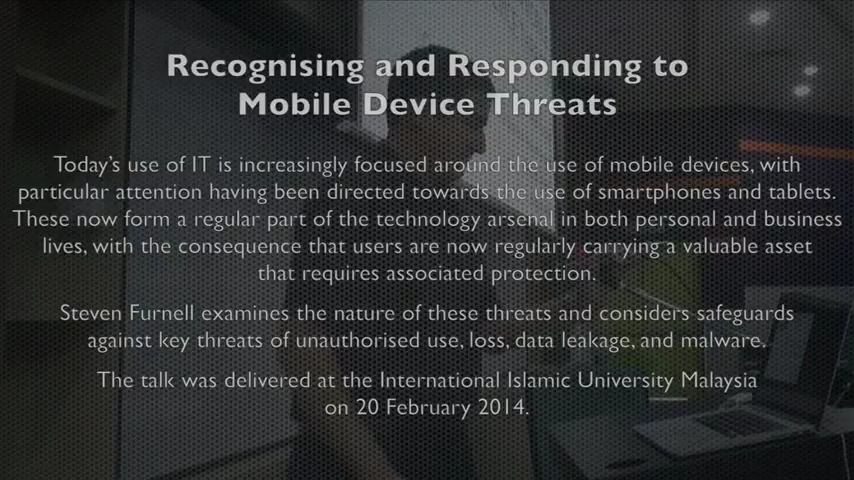 Recognising and Responding to
Mobile Device Threats
Today's use of IT is increasingly focused around the use of mobile devices, with
particular attention having been directed towards the use of smartphones and tablets.
These now form a regular part of the technology arsenal in both personal and business
lives, with the consequence that users are now regularly carrying a valuable asset
that requires associated protection.
Steven Furnell examines the nature of these threats and considers safeguards
against key threats of unauthorised use, loss, data leakage, and malware.
The talk was delivered at the International Islamic University Malaysia
on 20 February 2014.